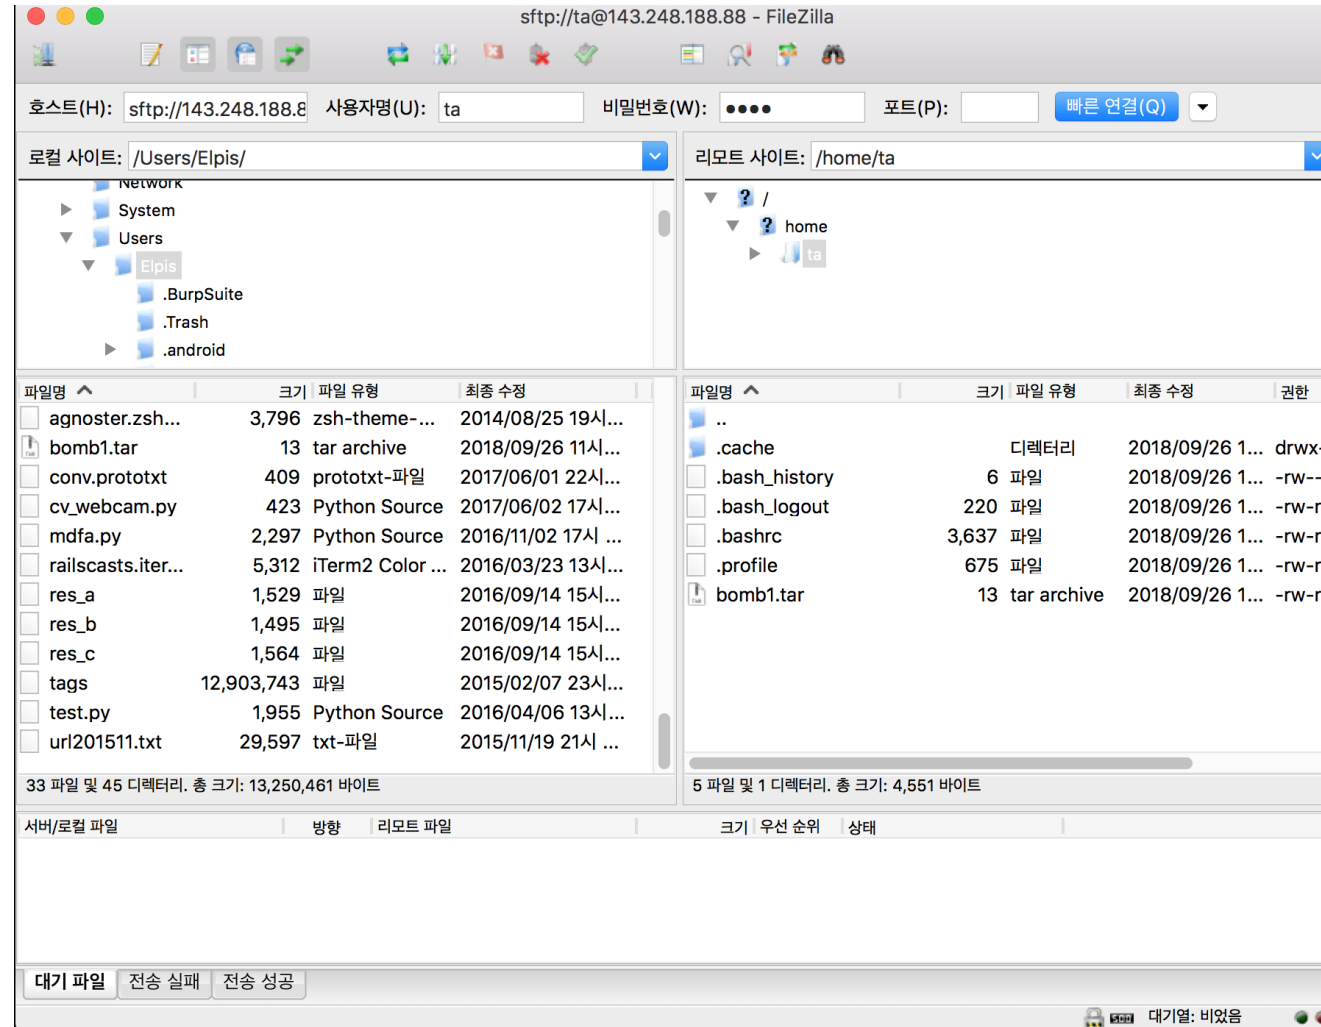 sftp://ta@143.248.188.88 - FileZilla
호스트(H): sftp://143.248.188.8 사용자명(U): ta 비밀번호(W): ●●●● 포트(P): 빠른 연결(Q)
로컬 사이트: /Users/Elpis/
Network
System
Users
Elpis
.BurpSuite
.Trash
.android
리모트 사이트: /home/ta
/
home
ta
파일명 크기 파일 유형 최종 수정
agnoster.zsh... 3,796 zsh-theme-... 2014/08/25 19시...
bomb1.tar 13 tar archive 2018/09/26 11시...
conv.prototxt 409 prototxt-파일 2017/06/01 22시...
cv_webcam.py 423 Python Source 2017/06/02 17시...
mdfa.py 2,297 Python Source 2016/11/02 17시 ...
railscasts.iter... 5,312 iTerm2 Color ... 2016/03/23 13시...
res_a 1,529 파일 2016/09/14 15시...
res_b 1,495 파일 2016/09/14 15시...
res_c 1,564 파일 2016/09/14 15시...
tags 12,903,743 파일 2015/02/07 23시...
test.py 1,955 Python Source 2016/04/06 13시...
url201511.txt 29,597 txt-파일 2015/11/19 21시 ...
33 파일 및 45 디렉터리. 총 크기: 13,250,461 바이트
파일명 크기 파일 유형 최종 수정 권한
..
.cache 디렉터리 2018/09/26 1... drwx-
.bash_history 6 파일 2018/09/26 1... -rw--
.bash_logout 220 파일 2018/09/26 1... -rw-r
.bashrc 3,637 파일 2018/09/26 1... -rw-r
.profile 675 파일 2018/09/26 1... -rw-r
bomb1.tar 13 tar archive 2018/09/26 1... -rw-r
5 파일 및 1 디렉터리. 총 크기: 4,551 바이트
서버/로컬 파일 방향 리모트 파일 크기 우선 순위 상태
대기 파일 전송 실패 전송 성공
대기열: 비었음